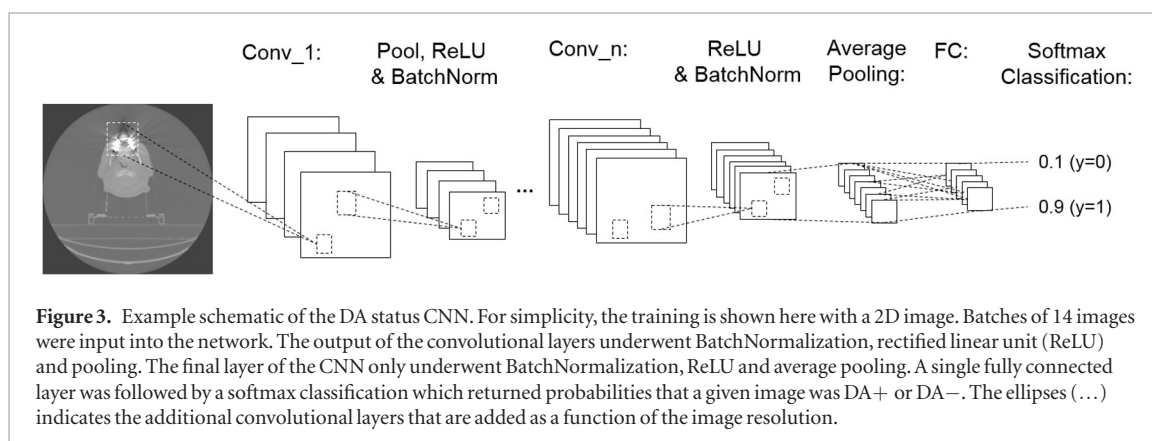 Conv_1:
Pool, ReLU
& BatchNorm
Conv_n:
ReLU
& BatchNorm
Average
Pooling:
FC:
Softmax
Classification:
...
0.1 (y=0)
0.9 (y=1)
Figure 3. Example schematic of the DA status CNN. For simplicity, the training is shown here with a 2D image. Batches of 14 images
were input into the network. The output of the convolutional layers underwent BatchNormalization, rectified linear unit (ReLU)
and pooling. The final layer of the CNN only underwent BatchNormalization, ReLU and average pooling. A single fully connected
layer was followed by a softmax classification which returned probabilities that a given image was DA+ or DA−. The ellipses (…)
indicates the additional convolutional layers that are added as a function of the image resolution.